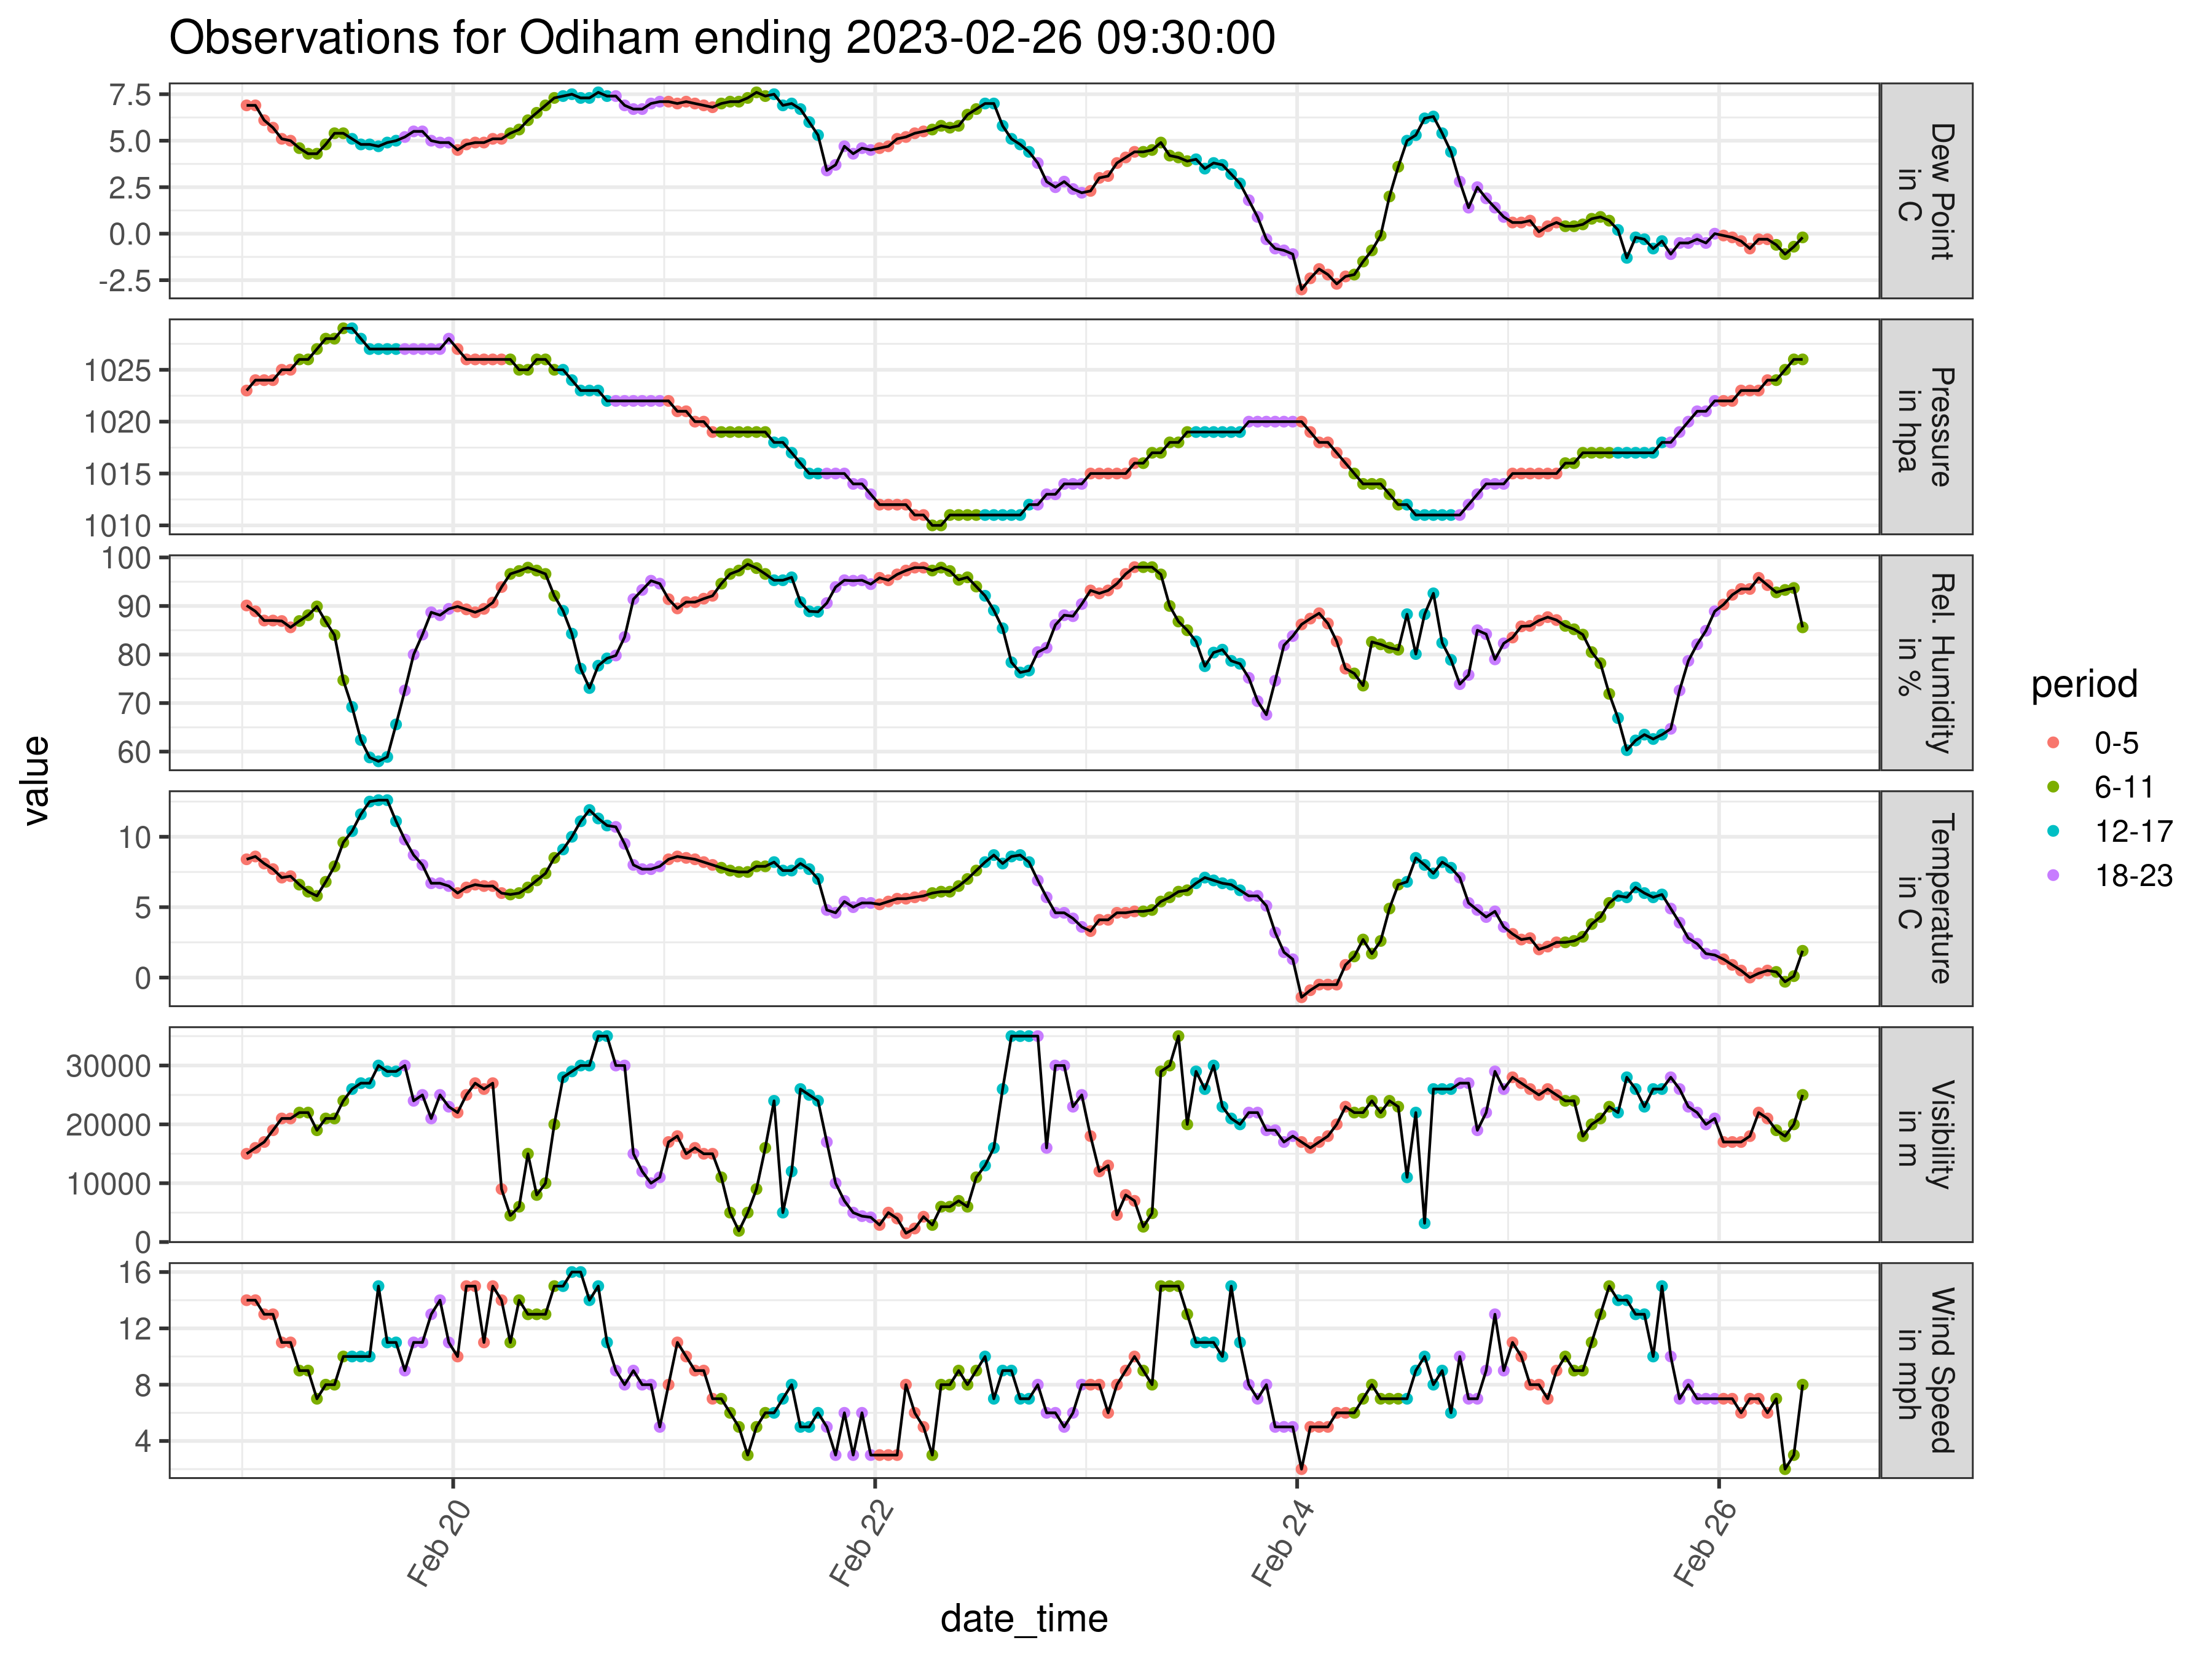 Observations for Odiham ending 2023-02-26 09:30:00
value
7.5
5.0
2.5
0.0
-2.5
Dew Point
in C
1025
1020
1015
1010
Pressure
in hpa
100
90
80
70
60
Rel. Humidity
in %
10
5
0
Temperature
in C
30000
20000
10000
0
Visibility
in m
16
12
8
4
Wind Speed
in mph
Feb 20
Feb 22
Feb 24
Feb 26
date_time
period
0-5
6-11
12-17
18-23